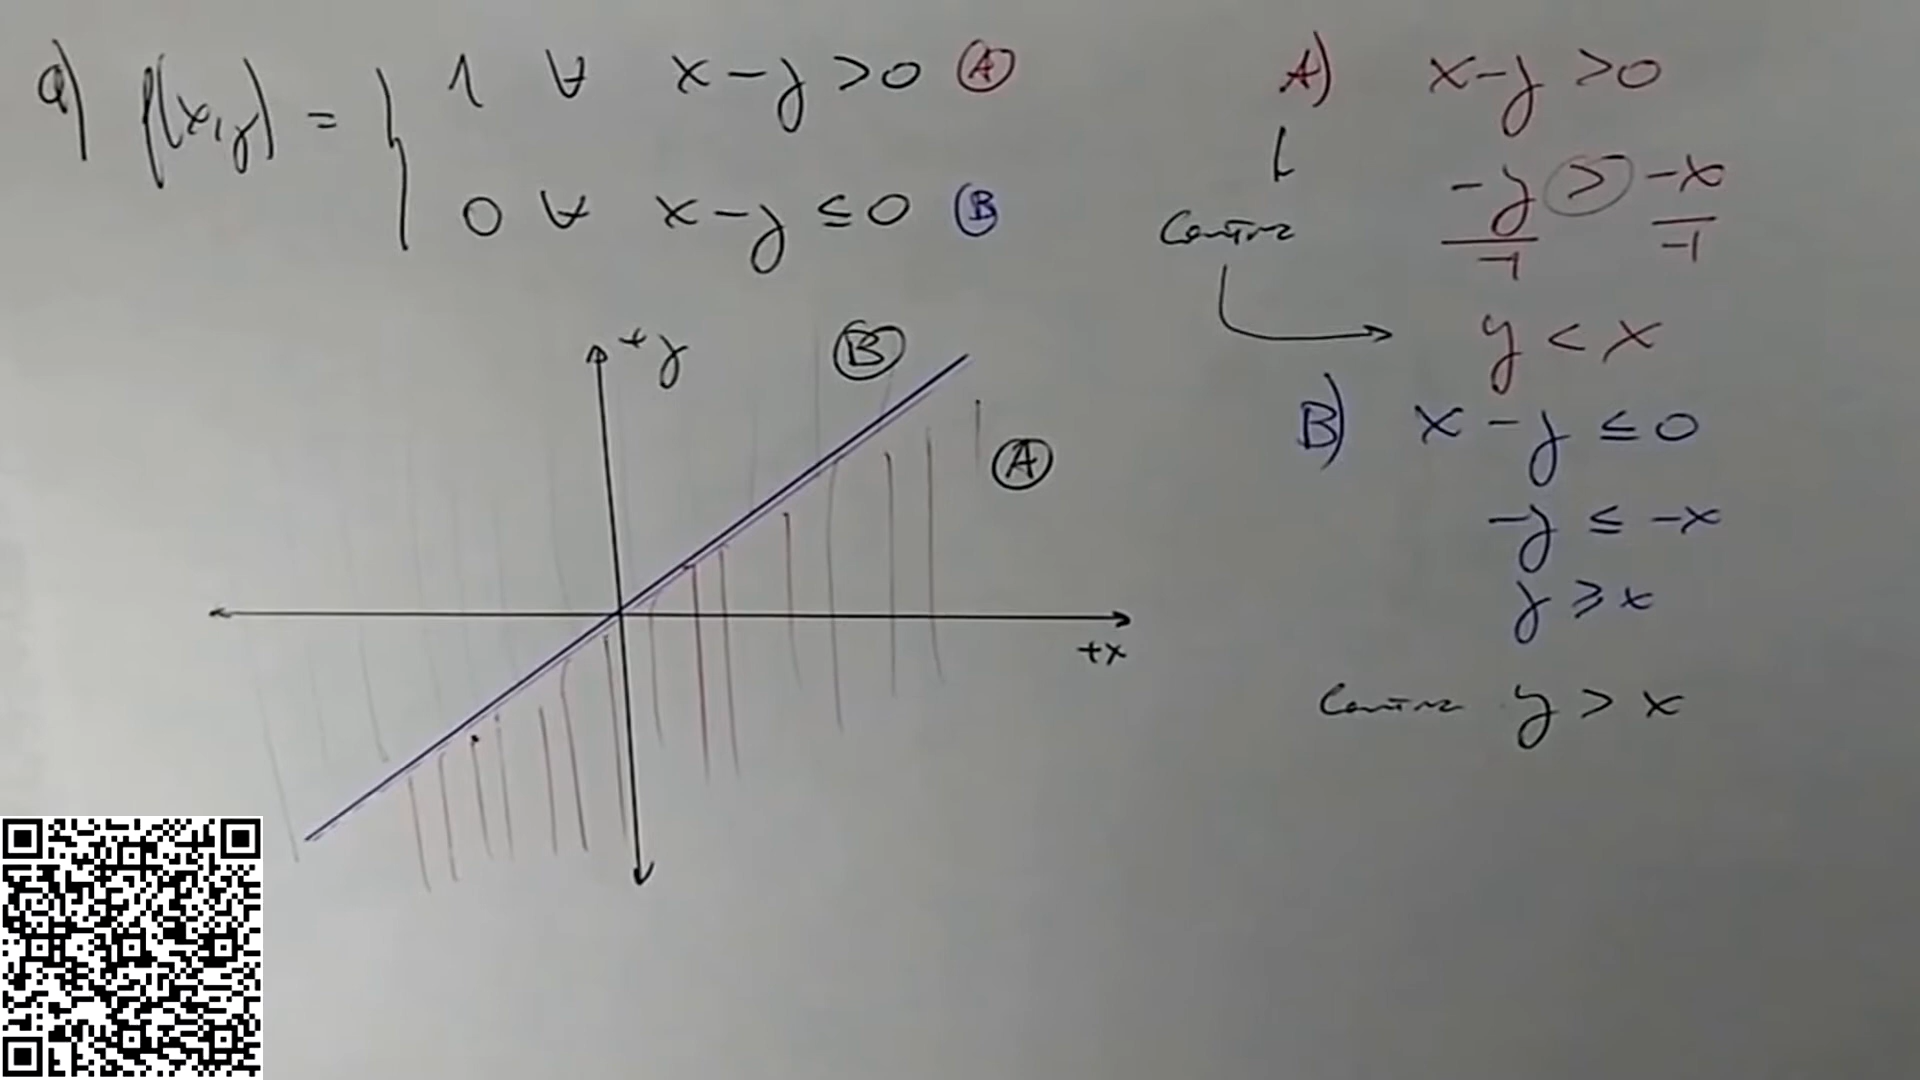 a) f(x,y) = { 1 ∀ x-y>0 Ⓐ
0 ∀ x-y≤0 Ⓑ
+y
Ⓑ
Ⓐ
+x
A) x-y>0
-y/-1 > -x/-1
y<x
B) x-y≤0
-y≤-x
y≥x
y>x